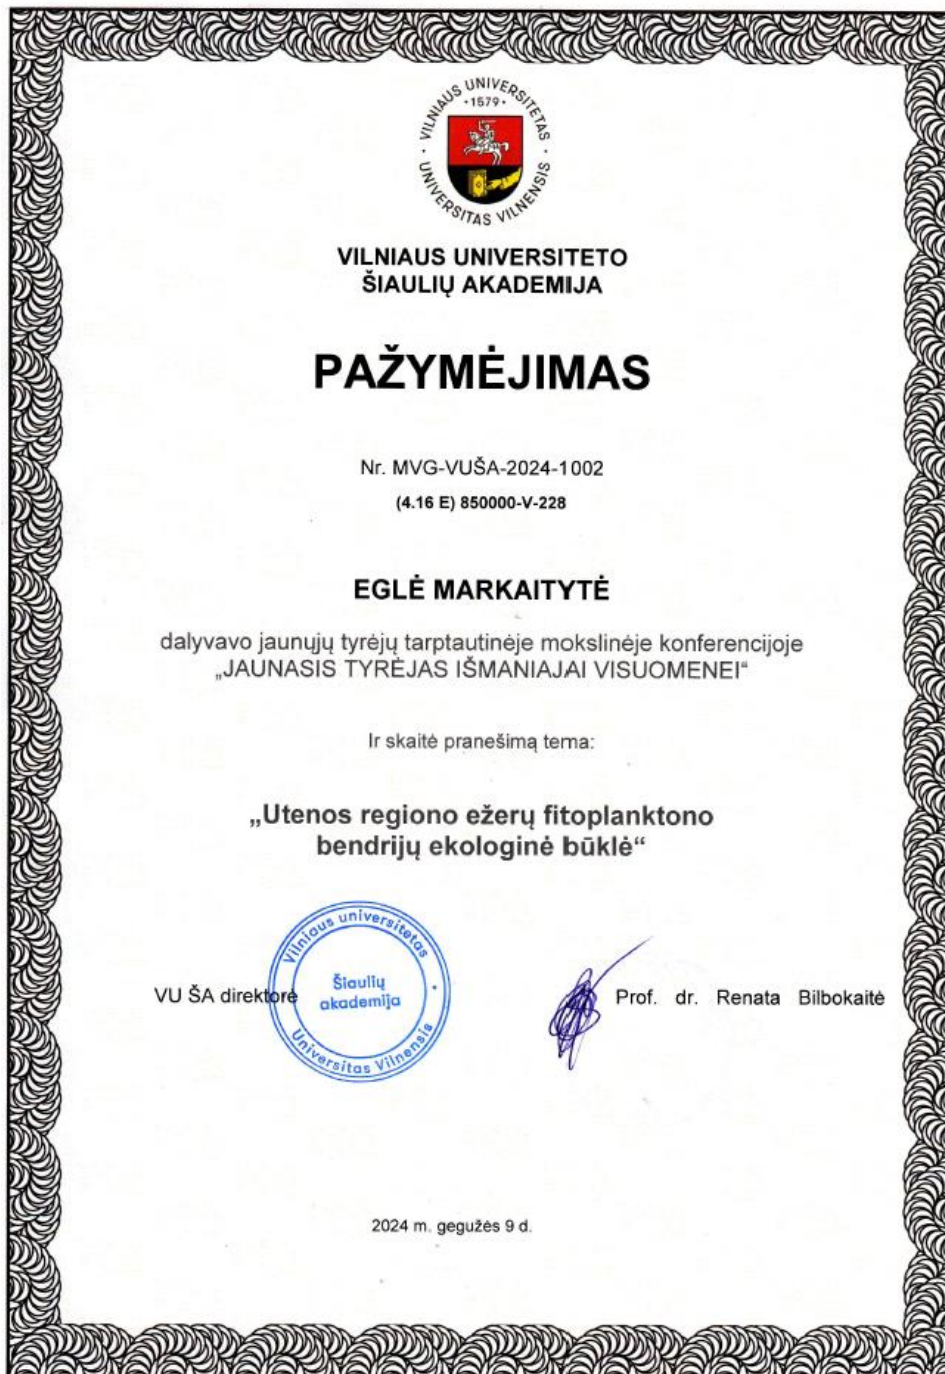 VILNIAUS UNIVERSITETAS
· 1579 ·
UNIVERSITAS VILNENSIS
VILNIAUS UNIVERSITETO
ŠIAULIŲ AKADEMIJA
PAŽYMĖJIMAS
Nr. MVG-VUŠA-2024-1002
(4.16 E) 850000-V-228
EGLĖ MARKAITYTĖ
dalyvavo jaunųjų tyrėjų tarptautinėje mokslinėje konferencijoje
„JAUNASIS TYRĖJAS IŠMANIAJAI VISUOMENEI“
Ir skaitė pranešimą tema:
„Utenos regiono ežerų fitoplanktono
bendrijų ekologinė būklė“
VU ŠA direktorė
Vilniaus universitetas
Šiaulių
akademija
Universitas Vilnensis
Prof. dr. Renata Bilbokaitė
2024 m. gegužės 9 d.